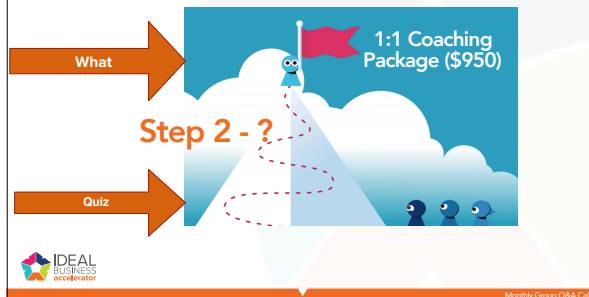 1:1 Coaching
Package ($950)
What
Step 2 - ?
Quiz
IDEAL
BUSINESS
accelerator
Monthly Group Q&A Cal